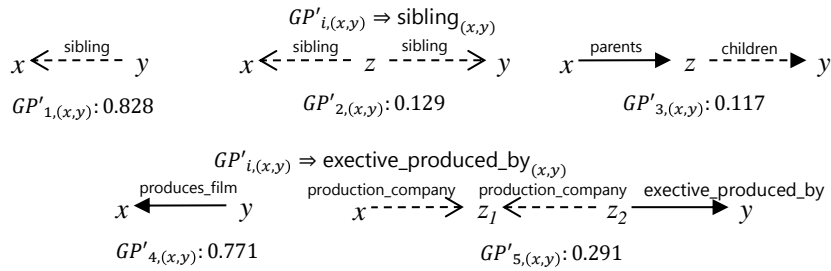 GP′i,(x,y) ⇒ sibling(x,y)
sibling
x y
GP′1,(x,y): 0.828
sibling sibling
x z y
GP′2,(x,y): 0.129
parents children
x z y
GP′3,(x,y): 0.117
GP′i,(x,y) ⇒ exective_produced_by(x,y)
produces_film
x y
GP′4,(x,y): 0.771
production_company production_company exective_produced_by
x z1 z2 y
GP′5,(x,y): 0.291